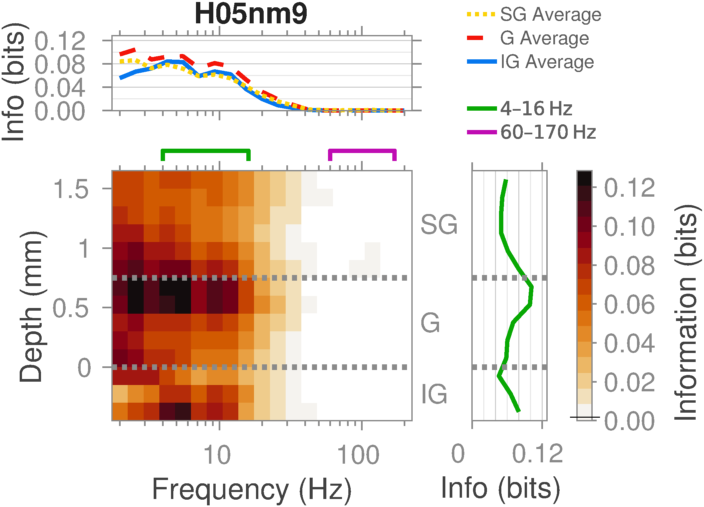 H05nm9
SG Average
G Average
IG Average
4–16 Hz
60–170 Hz
Info (bits)
0.12
0.08
0.04
0.00
Depth (mm)
1.5
1
0.5
0
SG
G
IG
10
100
Frequency (Hz)
0
0.12
Info (bits)
0.12
0.10
0.08
0.06
0.04
0.02
0.00
Information (bits)